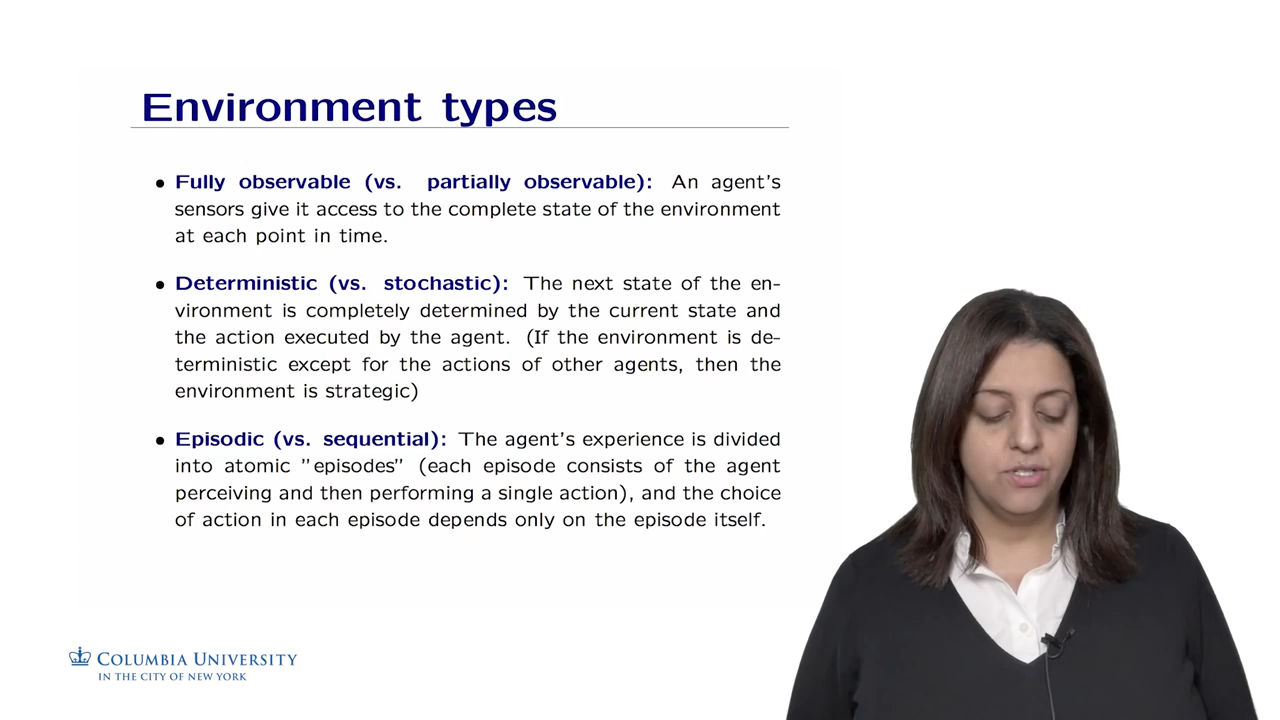 Environment types
• Fully observable (vs. partially observable): An agent's
sensors give it access to the complete state of the environment
at each point in time.
• Deterministic (vs. stochastic): The next state of the en-
vironment is completely determined by the current state and
the action executed by the agent. (If the environment is de-
terministic except for the actions of other agents, then the
environment is strategic)
• Episodic (vs. sequential): The agent's experience is divided
into atomic "episodes" (each episode consists of the agent
perceiving and then performing a single action), and the choice
of action in each episode depends only on the episode itself.
COLUMBIA UNIVERSITY
IN THE CITY OF NEW YORK